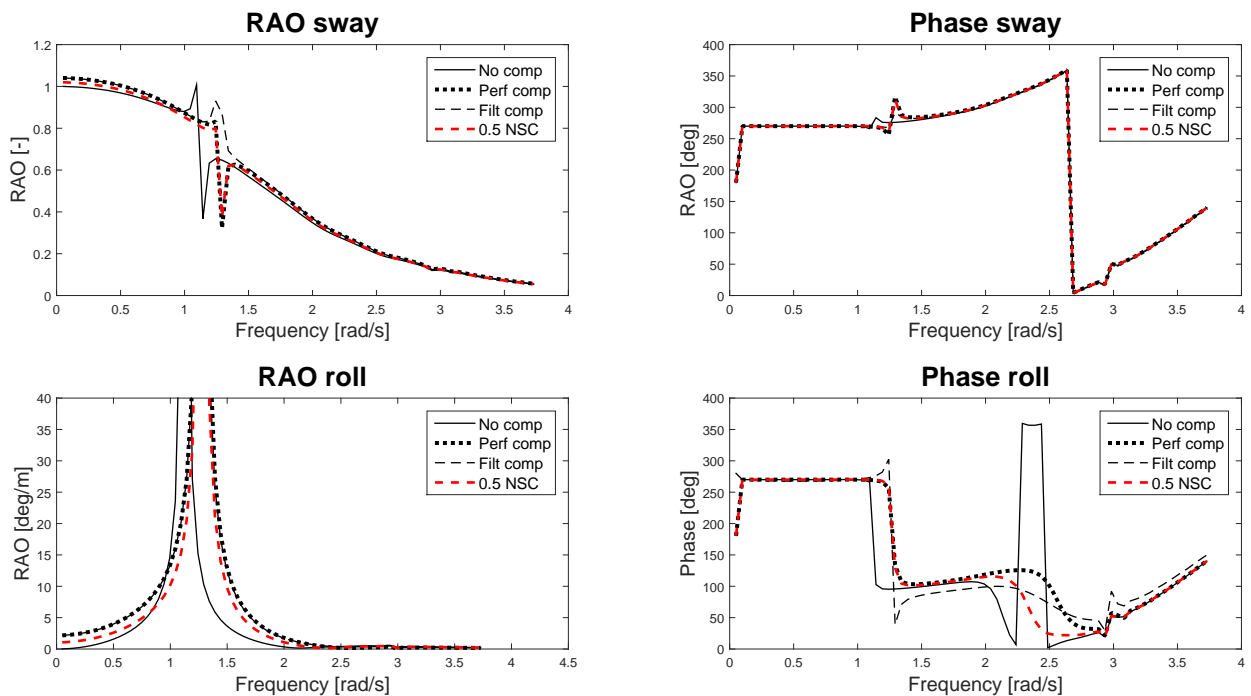 RAO sway
1.2
1
0.8
0.6
0.4
0.2
0
RAO [-]
0 0.5 1 1.5 2 2.5 3 3.5 4
Frequency [rad/s]
No comp
Perf comp
Filt comp
0.5 NSC
Phase sway
400
350
300
250
200
150
100
50
0
RAO [deg]
0 0.5 1 1.5 2 2.5 3 3.5 4
Frequency [rad/s]
No comp
Perf comp
Filt comp
0.5 NSC
RAO roll
40
35
30
25
20
15
10
5
0
RAO [deg/m]
0 0.5 1 1.5 2 2.5 3 3.5 4 4.5
Frequency [rad/s]
No comp
Perf comp
Filt comp
0.5 NSC
Phase roll
400
350
300
250
200
150
100
50
0
Phase [deg]
0 0.5 1 1.5 2 2.5 3 3.5 4
Frequency [rad/s]
No comp
Perf comp
Filt comp
0.5 NSC